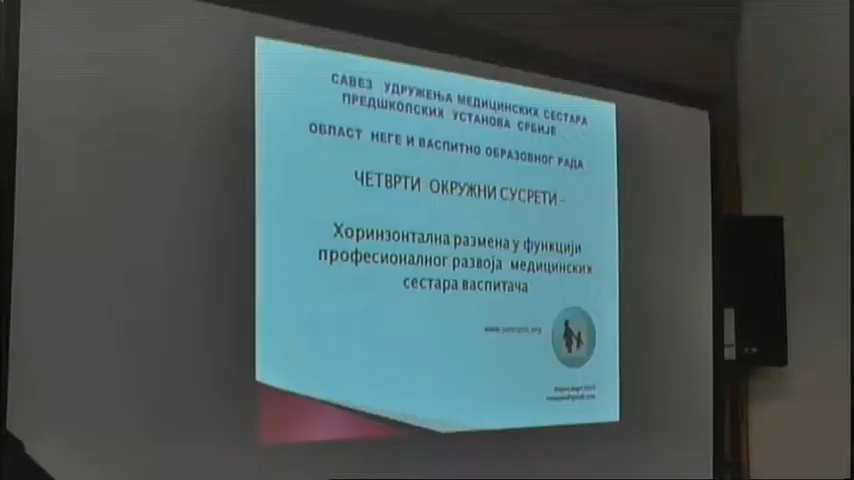 САВЕЗ УДРУЖЕЊА МЕДИЦИНСКИХ СЕСТАРА
ПРЕДШКОЛСКИХ УСТАНОВА СРБИЈЕ
ОБЛАСТ НЕГЕ И ВАСПИТНО ОБРАЗОВНОГ РАДА
ЧЕТВРТИ ОКРУЖНИ СУСРЕТИ -
Хоринзонтална размена у функцији
професионалног развоја медицинских
сестара васпитача